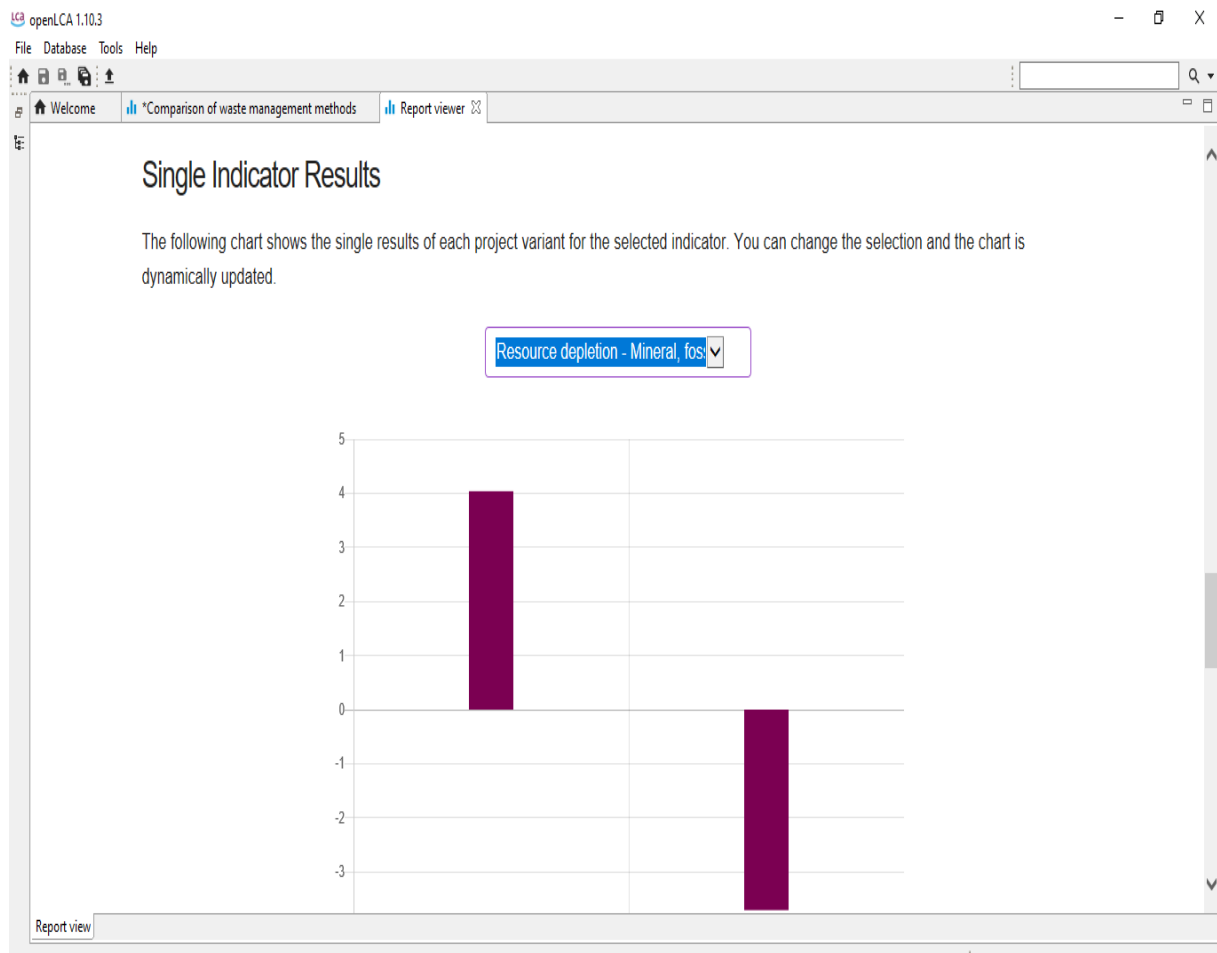 LCA openLCA 1.10.3
File Database Tools Help
Welcome *Comparison of waste management methods Report viewer
Single Indicator Results
The following chart shows the single results of each project variant for the selected indicator. You can change the selection and the chart is
dynamically updated.
Resource depletion - Mineral, fos
5
4
3
2
1
0
-1
-2
-3
Report view